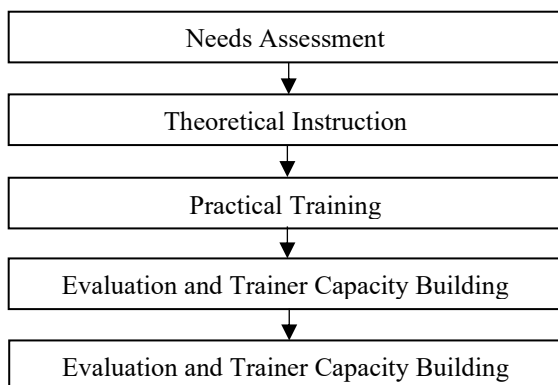 Needs Assessment
Theoretical Instruction
Practical Training
Evaluation and Trainer Capacity Building
Evaluation and Trainer Capacity Building